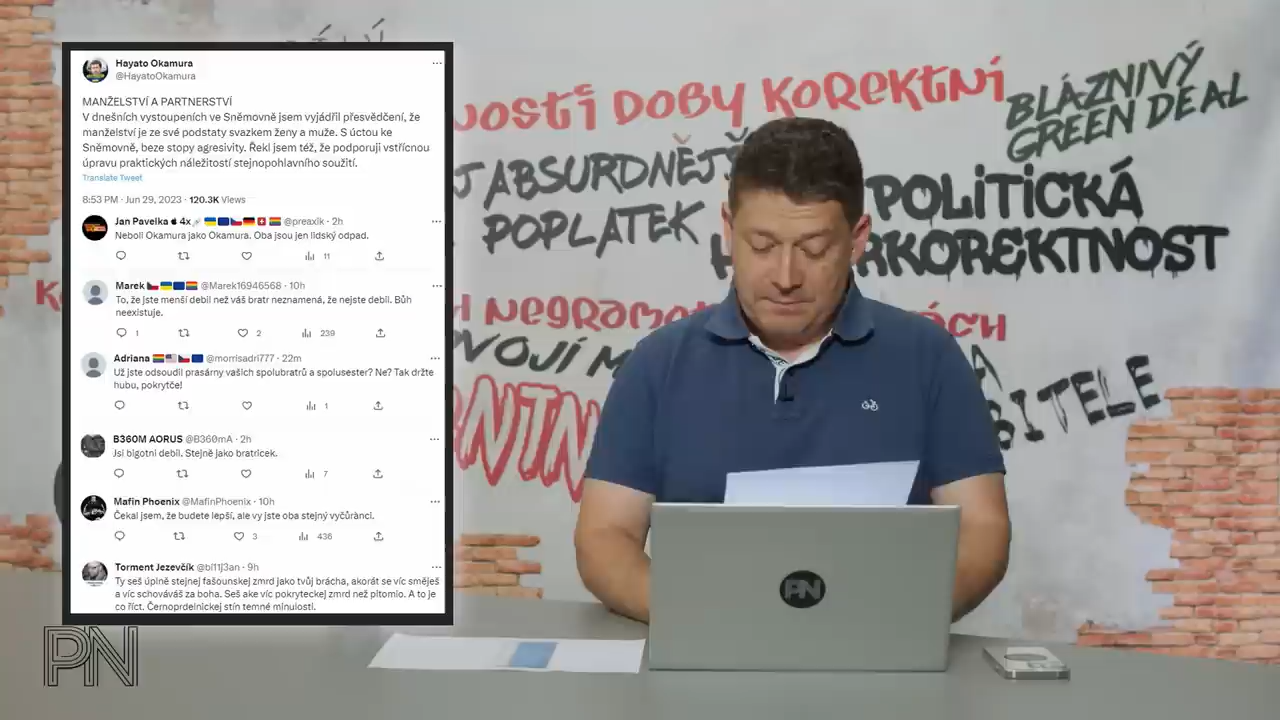 Hayato Okamura
@HayatoOkamura
MANŽELSTVÍ A PARTNERSTVÍ
V dnešních vystoupeních ve Sněmovně jsem vyjádřil přesvědčení, že
manželství je ze své podstaty svazkem ženy a muže. S úctou ke
Sněmovně, beze stopy agresivity. Řekl jsem též, že podporuji vstřícnou
úpravu praktických náležitostí stejnopohlavního soužití.
Translate Tweet
8:53 PM · Jun 29, 2023 · 120.3K Views
Jan Pavelka 4x @preaxik · 2h
Neboli Okamura jako Okamura. Oba jsou jen lidský odpad.
11
Marek @Marek16946568 · 10h
To, že jste menší debil než váš bratr neznamená, že nejste debil. Bůh
neexistuje.
1 2 239
Adriana @morrisadri777 · 22m
Už jste odsoudil prasárny vašich spolubratrů a spolusester? Ne? Tak držte
hubu, pokrytče!
1
B360M AORUS @B360mA · 2h
Jsi bigotní debil. Stejně jako bratricek.
7
Mafin Phoenix @MafinPhoenix · 10h
Čekal jsem, že budete lepší, ale vy jste oba stejný vyčůránci.
3 436
Torment Jezevčík @bl11j3an · 9h
Ty seš úplně stejnej fašounskej zmrd jako tvůj brácha, akorát se víc směješ
a víc schováváš za boha. Seš ake víc pokryteckej zmrd než pitomio. A to je
co říct. Černoprdelnickej stín temné minulosti.
DOBY KOREKTNÍ
BLÁZNIVÝ
GREEN DEAL
POPLATEK
POLITICKÁ
PN
PN